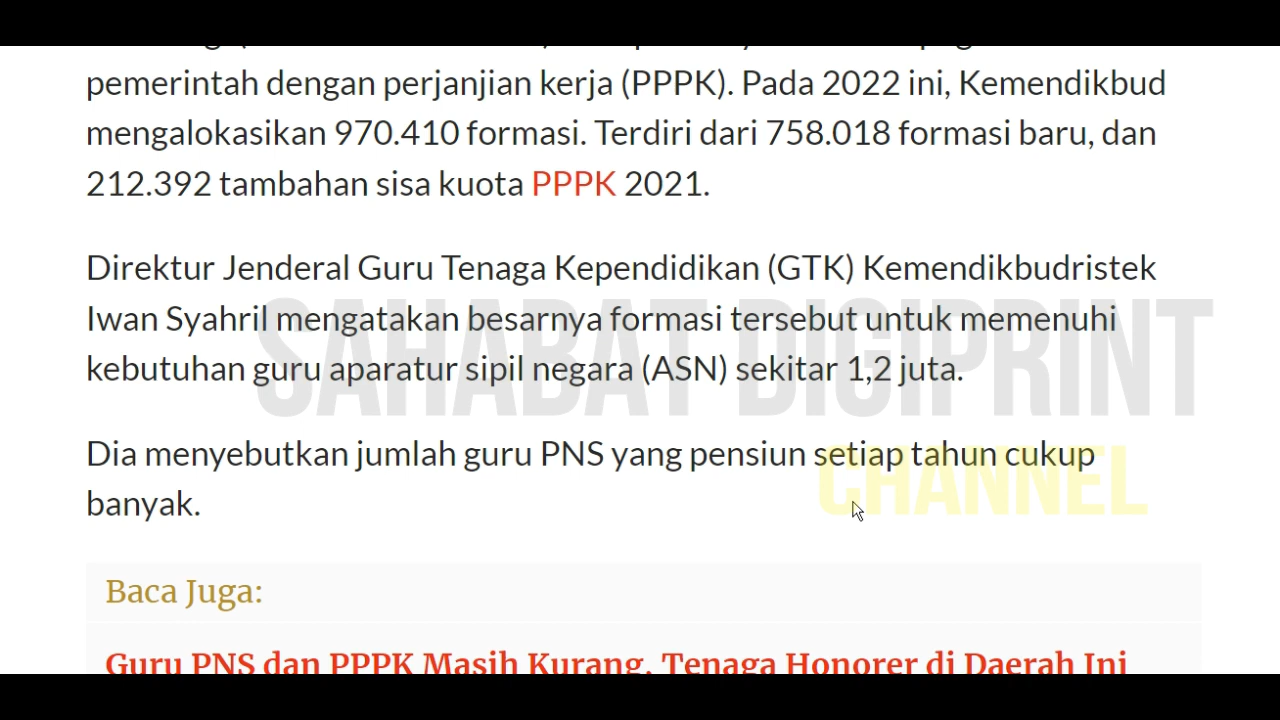 pemerintah dengan perjanjian kerja (PPPK). Pada 2022 ini, Kemendikbud
mengalokasikan 970.410 formasi. Terdiri dari 758.018 formasi baru, dan
212.392 tambahan sisa kuota PPPK 2021.
Direktur Jenderal Guru Tenaga Kependidikan (GTK) Kemendikbudristek
Iwan Syahril mengatakan besarnya formasi tersebut untuk memenuhi
kebutuhan guru aparatur sipil negara (ASN) sekitar 1,2 juta.
SAHABAT DIGIPRINT
Dia menyebutkan jumlah guru PNS yang pensiun setiap tahun cukup
banyak.
CHANNEL
Baca Juga:
Guru PNS dan PPPK Masih Kurang, Tenaga Honorer di Daerah Ini